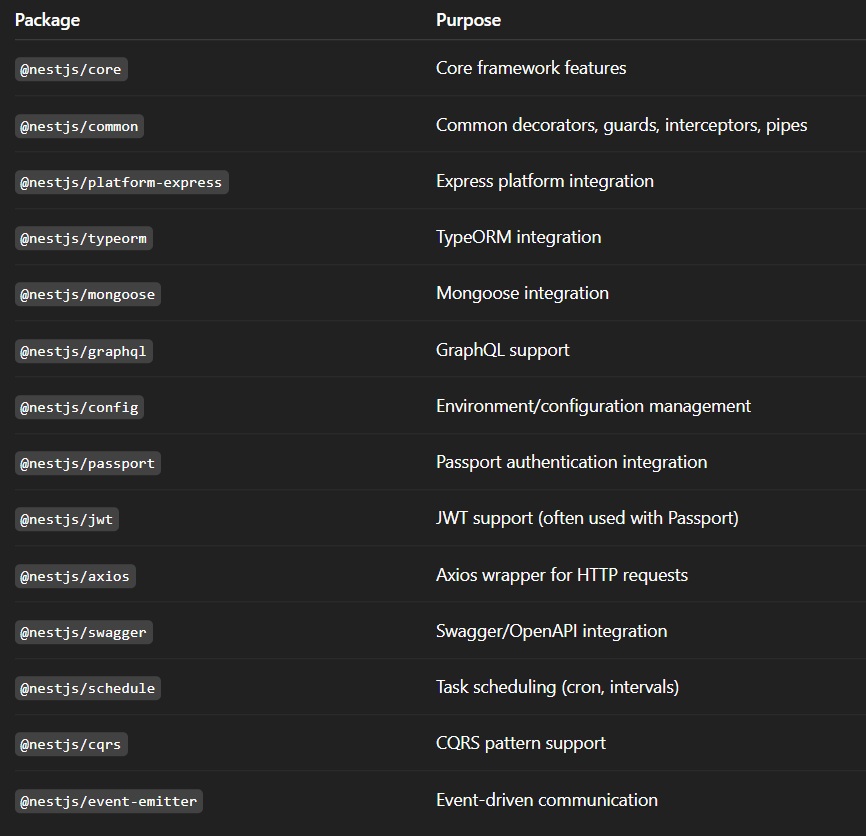 Package Purpose
@nestjs/core Core framework features
@nestjs/common Common decorators, guards, interceptors, pipes
@nestjs/platform-express Express platform integration
@nestjs/typeorm TypeORM integration
@nestjs/mongoose Mongoose integration
@nestjs/graphql GraphQL support
@nestjs/config Environment/configuration management
@nestjs/passport Passport authentication integration
@nestjs/jwt JWT support (often used with Passport)
@nestjs/axios Axios wrapper for HTTP requests
@nestjs/swagger Swagger/OpenAPI integration
@nestjs/schedule Task scheduling (cron, intervals)
@nestjs/cqrs CQRS pattern support
@nestjs/event-emitter Event-driven communication